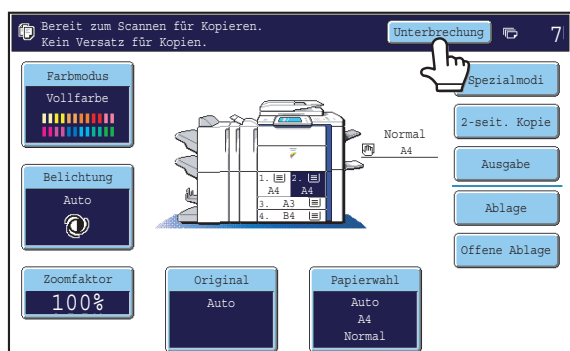 Bereit zum Scannen für Kopieren.
Kein Versatz für Kopien.
Unterbrechung
7
Farbmodus
Vollfarbe
Spezialmodi
2-seit. Kopie
Normal
A4
Ausgabe
Belichtung
Auto
1.
2.
A4
A4
3. A3
4. B4
Ablage
Offene Ablage
Zoomfaktor
100%
Original
Auto
Papierwahl
Auto
A4
Normal